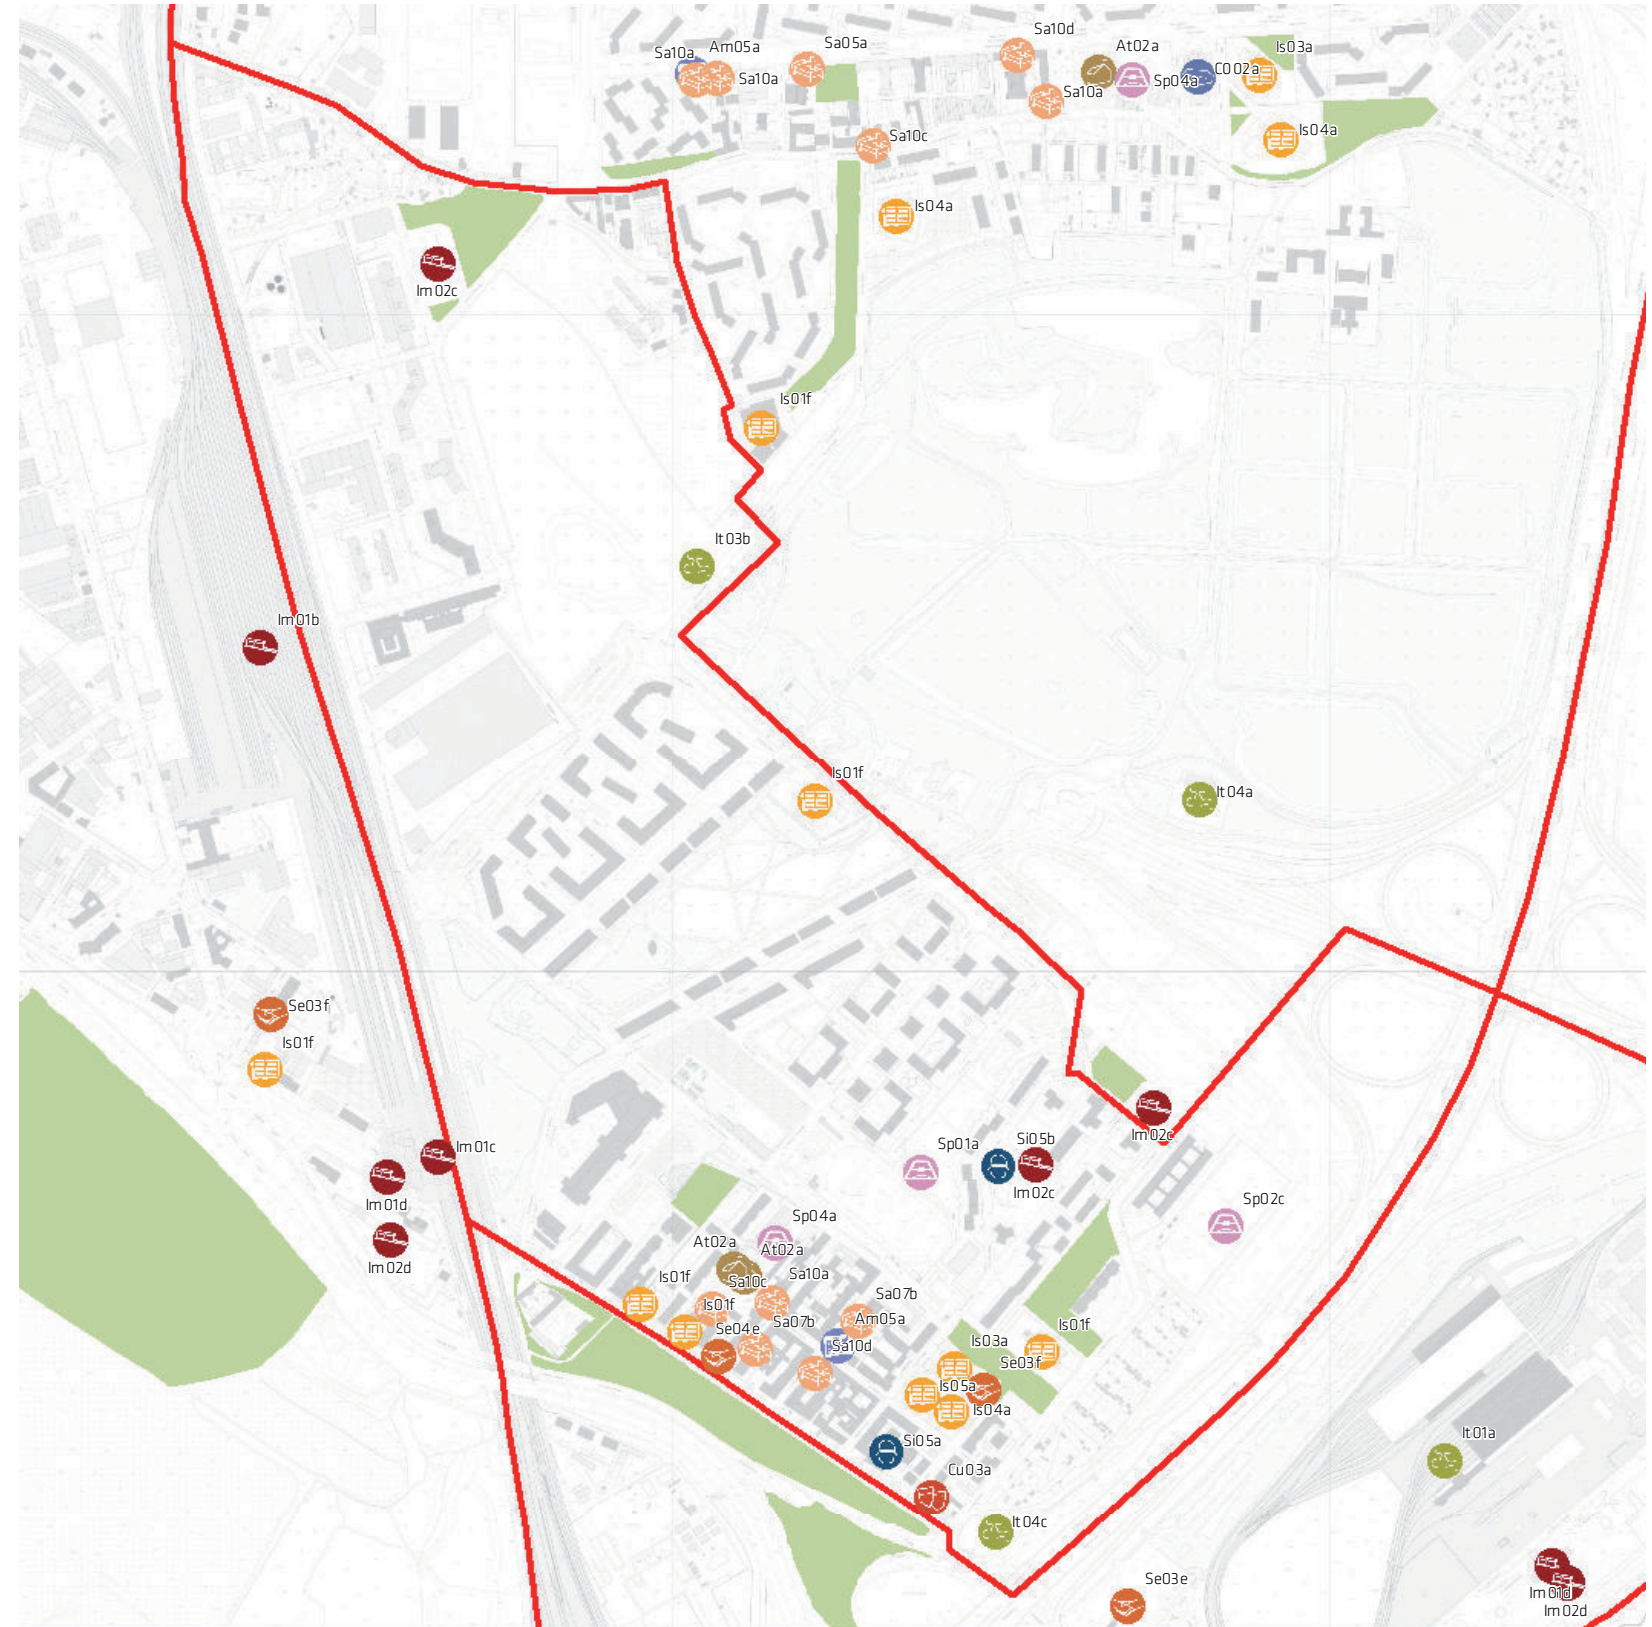 Sa10d
Sa10a
Am05a
Sa05a
At02a
Is03a
Sa10a
Sp04a
C002a
Sa10a
Sa10c
Is04a
Is04a
Im02c
Is01f
It03b
Im01b
Is01f
It04a
Se03f
Is01f
Im02c
Im01c
Sp01a
Si05b
Im01d
Im02c
Sp02c
Sp04a
At02a
At02a
Im02d
Is01f
Sa10c
Sa10a
Is01f
Sa07b
Se04e
Sa07b
Am05a
Sa10d
Is01f
Is03a
Se03f
Is05a
Is04a
Si05a
It01a
Cu03a
It04c
Se03e
Im01d
Im02d